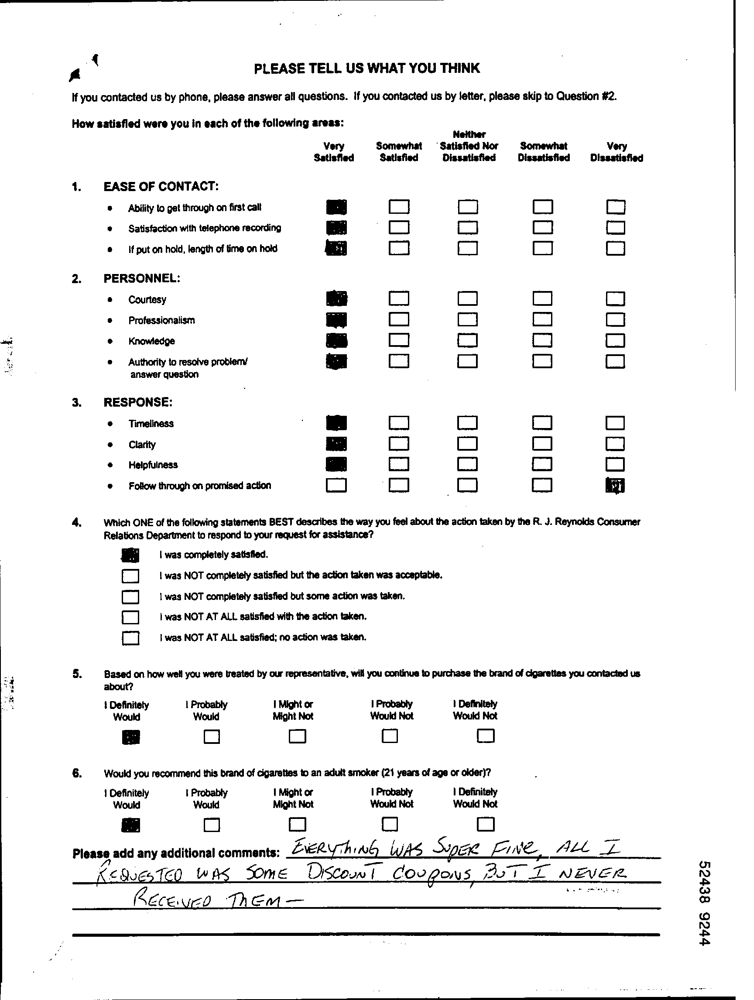 PLEASE TELL US WHAT YOU THINK
If you contacted us by phone, please answer all questions. If you contacted us by letter, please skip to Question #2.
How satisfied were you in each of the following areas:
Very Satisfied Somewhat Satisfied Neither Satisfied Nor Dissatisfied Somewhat Dissatisfied Very Dissatisfied
1. EASE OF CONTACT:
• Ability to get through on first call
• Satisfaction with telephone recording
• If put on hold, length of time on hold
2. PERSONNEL:
• Courtesy
• Professionalism
• Knowledge
• Authority to resolve problem/
answer question
3. RESPONSE:
• Timeliness
• Clarity
• Helpfulness
• Follow through on promised action
4. Which ONE of the following statements BEST describes the way you feel about the action taken by the R. J. Reynolds Consumer
Relations Department to respond to your request for assistance?
I was completely satisfied.
I was NOT completely satisfied but the action taken was acceptable.
I was NOT completely satisfied but some action was taken.
I was NOT AT ALL satisfied with the action taken.
I was NOT AT ALL satisfied; no action was taken.
5. Based on how well you were treated by our representative, will you continue to purchase the brand of cigarettes you contacted us
about?
I Definitely Would I Probably Would I Might or Might Not I Probably Would Not I Definitely Would Not
6. Would you recommend this brand of cigarettes to an adult smoker (21 years of age or older)?
I Definitely Would I Probably Would I Might or Might Not I Probably Would Not I Definitely Would Not
Please add any additional comments: EVERYTHING WAS SUPER FINE, ALL I
REQUESTED WAS SOME DISCOUNT COUPONS, BUT I NEVER
RECEIVED THEM—
52438 9244